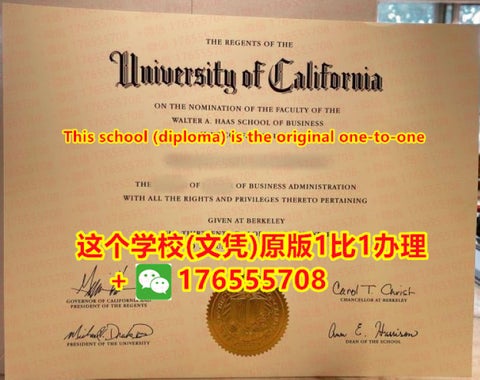 THE REGENTS OF THE
University of California
ON THE NOMINATION OF THE FACULTY OF THE
WALTER A. HAAS SCHOOL OF BUSINESS
This school (diploma) is the original one-to-one
THE OF OF BUSINESS ADMINISTRATION
WITH ALL THE RIGHTS AND PRIVILEGES THERETO PERTAINING
GIVEN AT BERKELEY
这个学校(文凭)原版1比1办理
+ 176555708
GOVERNOR OF CALIFORNIA AND
PRESIDENT OF THE REGENTS
Carol T. Christ
CHANCELLOR AT BERKELEY
PRESIDENT OF THE UNIVERSITY
Ann E. Harrison
DEAN OF THE SCHOOL